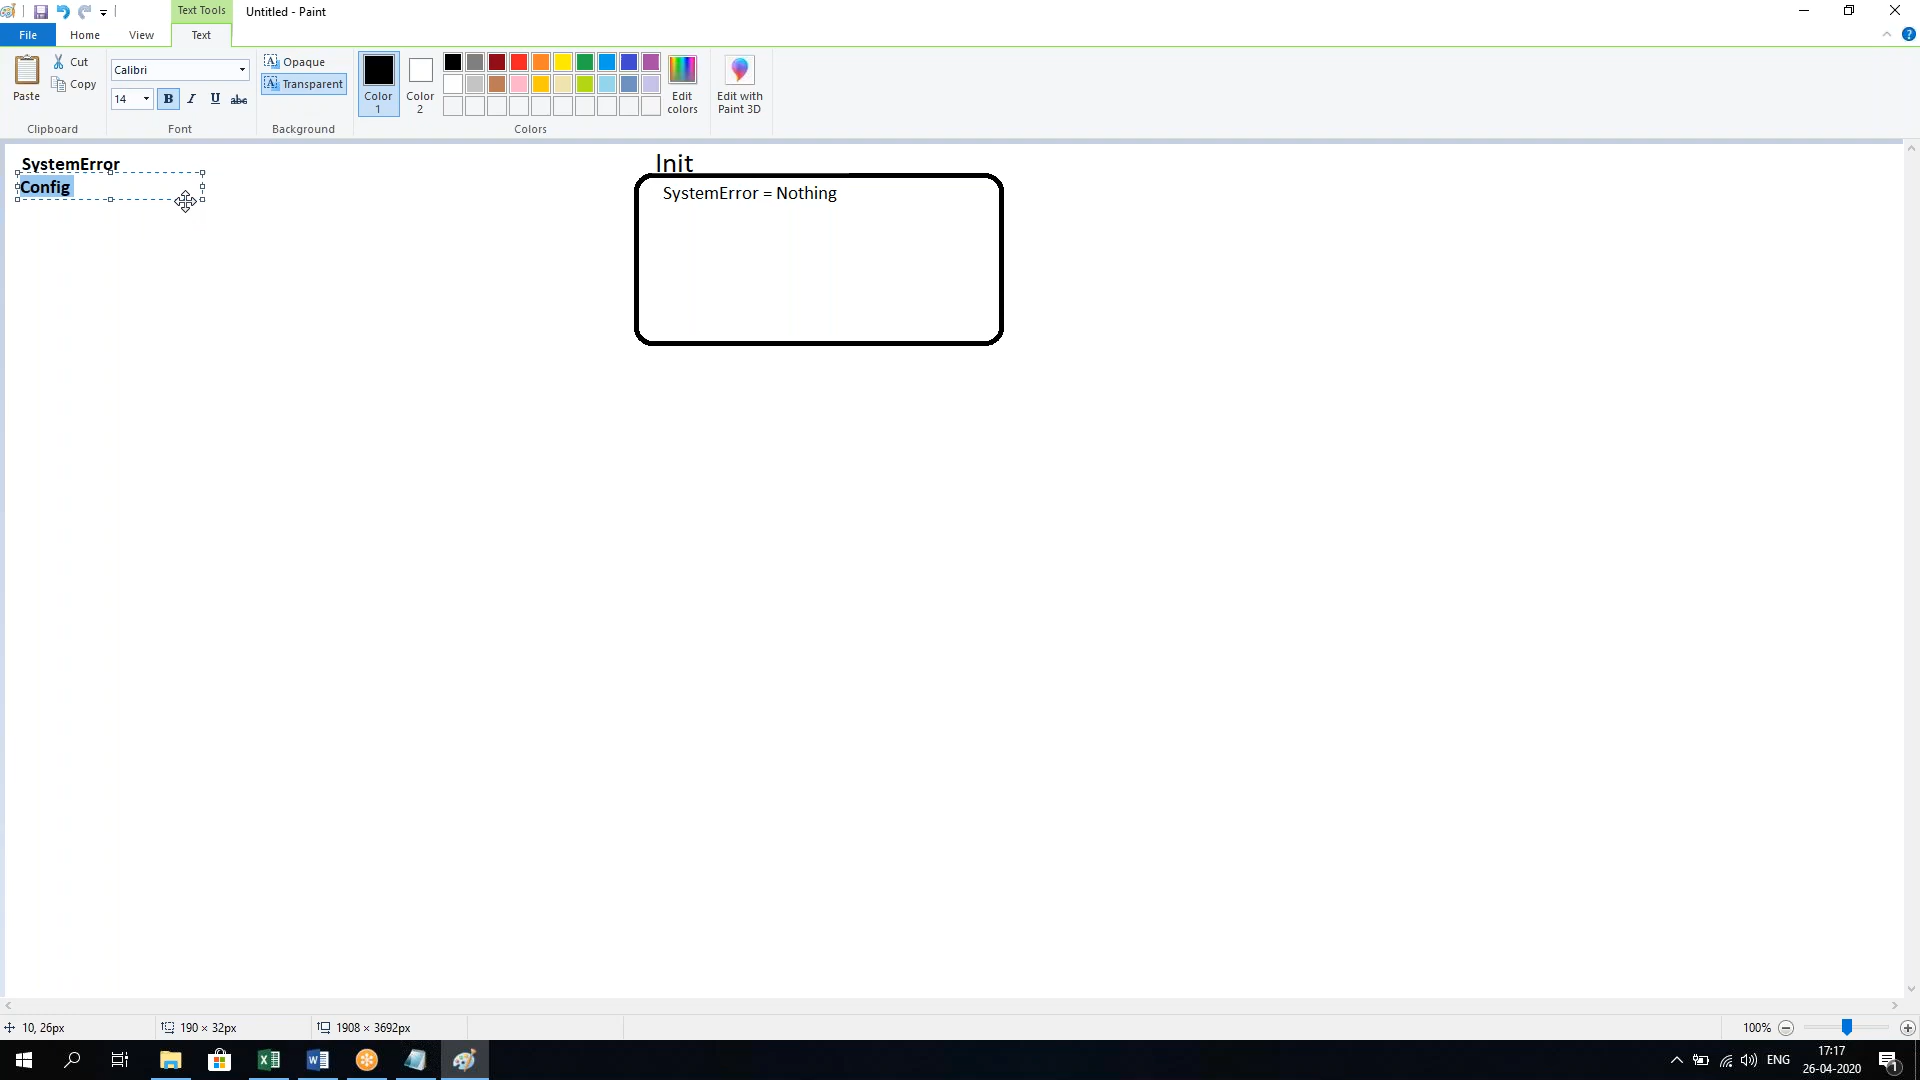 Text Tools
Untitled - Paint
File
Home
View
Text
Paste
Cut
Copy
Clipboard
Calibri
14
B
I
U
abc
Font
Opaque
Transparent
Background
Color
1
Color
2
Edit
colors
Colors
Edit with
Paint 3D
SystemError
Config
Init
SystemError = Nothing
10, 26px
190 × 32px
1908 × 3692px
100%
ENG
17:17
26-04-2020
1